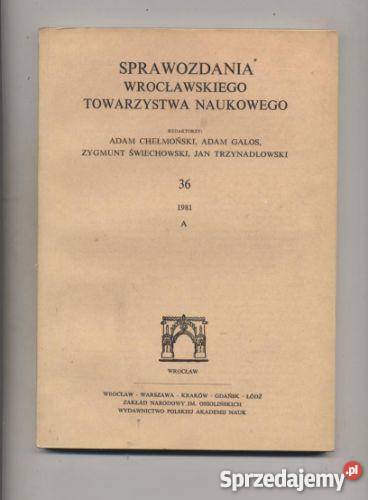 SPRAWOZDANIA
WROCŁAWSKIEGO
TOWARZYSTWA NAUKOWEGO
REDAKTORZY:
ADAM CHEŁMOŃSKI, ADAM GALOS,
ZYGMUNT ŚWIECHOWSKI, JAN TRZYNADLOWSKI
36
1981
A
WROCŁAW
WROCŁAW · WARSZAWA · KRAKÓW · GDAŃSK · ŁÓDŹ
ZAKŁAD NARODOWY IM. OSSOLIŃSKICH
WYDAWNICTWO POLSKIEJ AKADEMII NAUK
Sprzedajemy.pl